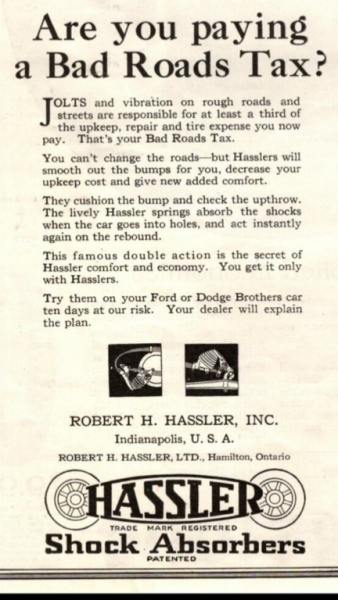 Are you paying
a Bad Roads Tax?
JOLTS and vibration on rough roads and
streets are responsible for at least a third of
the upkeep, repair and tire expense you now
pay. That's your Bad Roads Tax.
You can't change the roads—but Hasslers will
smooth out the bumps for you, decrease your
upkeep cost and give new added comfort.
They cushion the bump and check the upthrow.
The lively Hassler springs absorb the shocks
when the car goes into holes, and act instantly
again on the rebound.
This famous double action is the secret of
Hassler comfort and economy. You get it only
with Hasslers.
Try them on your Ford or Dodge Brothers car
ten days at our risk. Your dealer will explain
the plan.
ROBERT H. HASSLER, INC.
Indianapolis, U. S. A.
ROBERT H. HASSLER, LTD., Hamilton, Ontario
HASSLER
TRADE MARK REGISTERED
Shock Absorbers
PATENTED